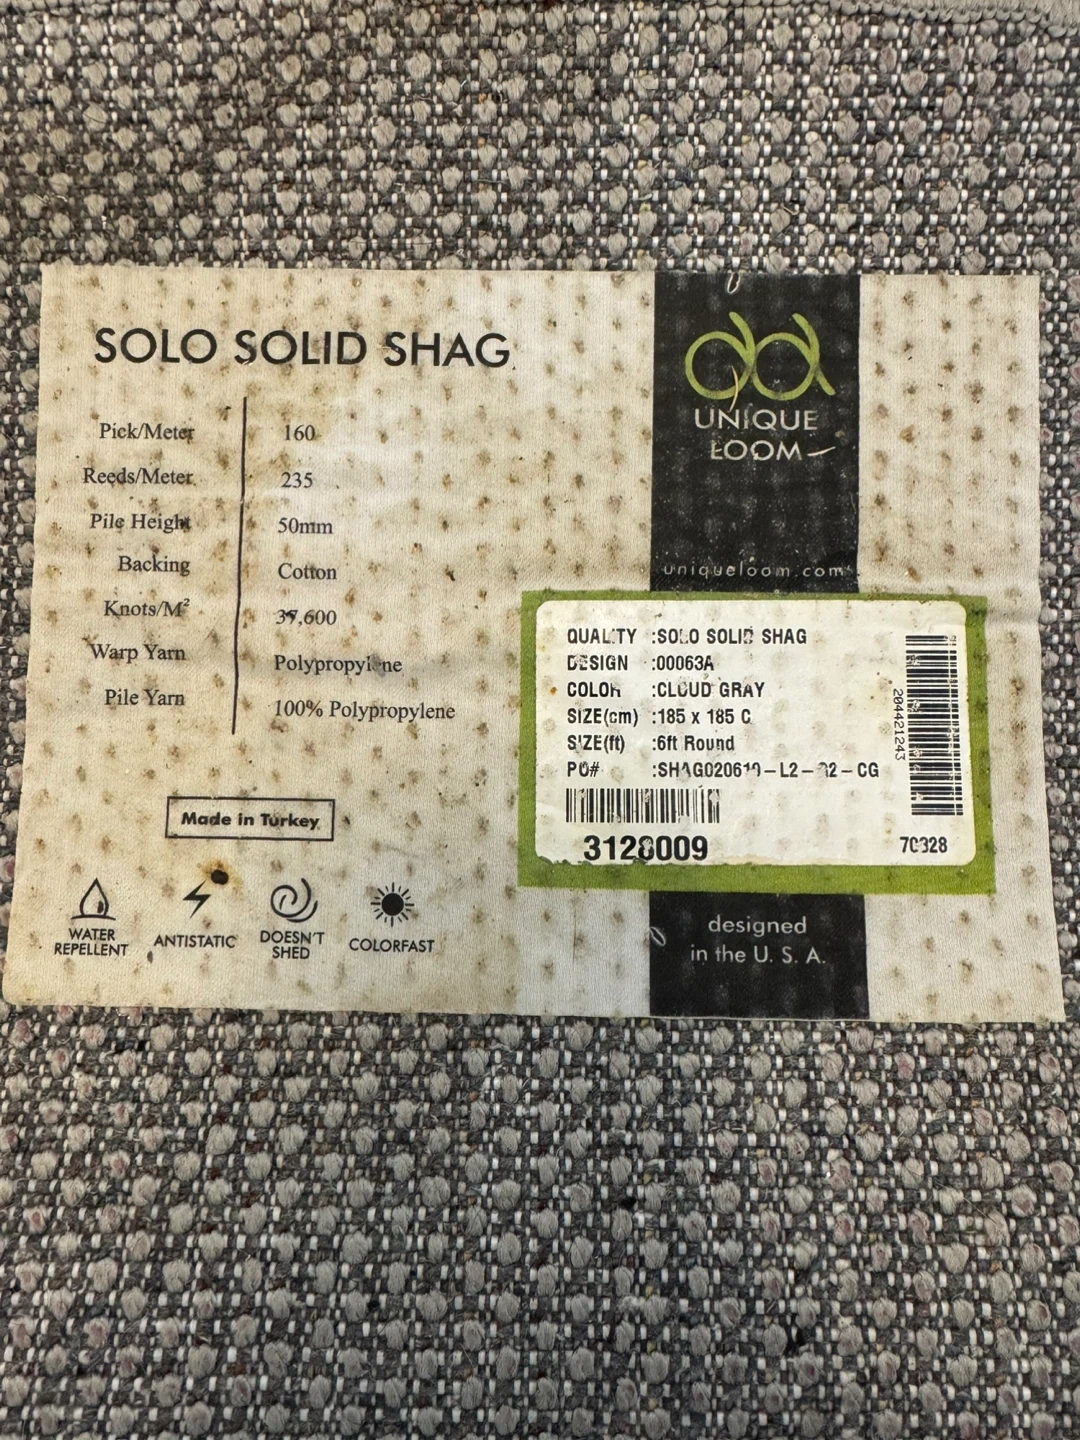 SOLO SOLID SHAG
Pick/Meter 160
Reeds/Meter 235
Pile Height 50mm
Backing Cotton
Knots/M² 37,600
Warp Yarn Polypropylene
Pile Yarn 100% Polypropylene
Made in Turkey
WATER REPELLENT
ANTISTATIC
DOESN'T SHED
COLORFAST
UNIQUE
LOOM
uniqueloom.com
QUALITY :SOLO SOLID SHAG
DESIGN :00063A
COLOR :CLOUD GRAY
SIZE(cm) :185 x 185 C
SIZE(ft) :6ft Round
PO#
3128009
204421243
designed
in the U. S. A.